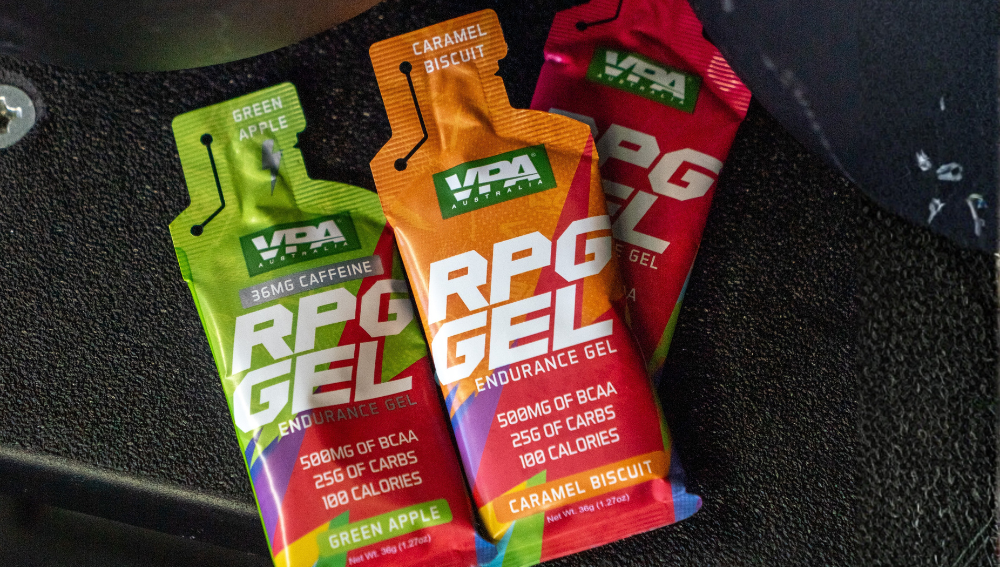 GREEN
APPLE
VPA
AUSTRALIA
36MG CAFFEINE
RPG
GEL
ENDURANCE GEL
500MG OF BCAA
25G OF CARBS
100 CALORIES
GREEN APPLE
Net Wt. 36g (1.27oz)
CARAMEL
BISCUIT
VPA®
AUSTRALIA
RPG
GEL
ENDURANCE GEL
500MG OF BCAA
25G OF CARBS
100 CALORIES
CARAMEL BISCUIT
Net Wt. 36g (1.27oz)
VPA
AUSTRALIA
RPG
GEL
GEL